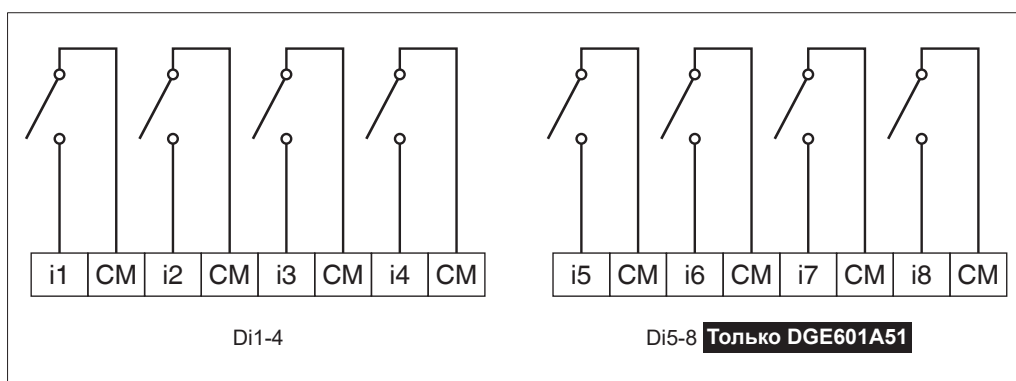 i1 CM i2 CM i3 CM i4 CM i5 CM i6 CM i7 CM i8 CM
Di1-4 Di5-8 Только DGE601A51